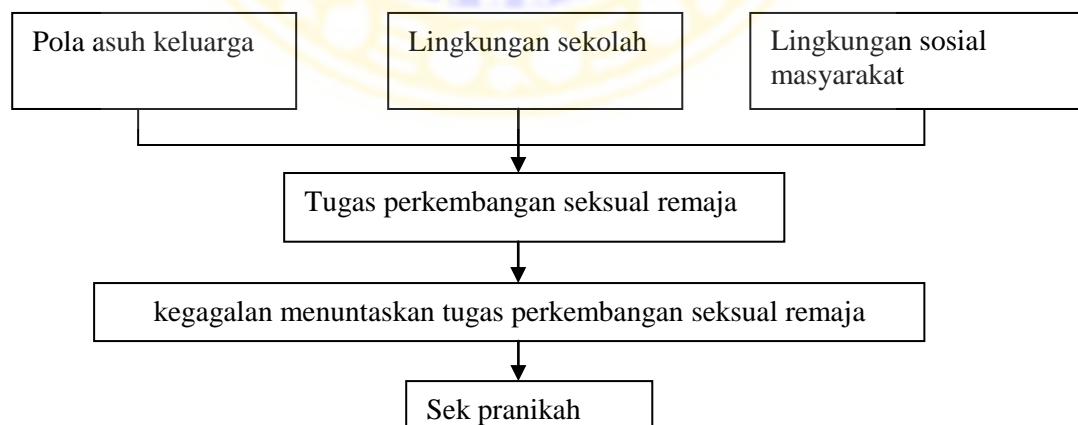 Pola asuh keluarga
Lingkungan sekolah
Lingkungan sosial
masyarakat
Tugas perkembangan seksual remaja
kegagalan menuntaskan tugas perkembangan seksual remaja
Sek pranikah